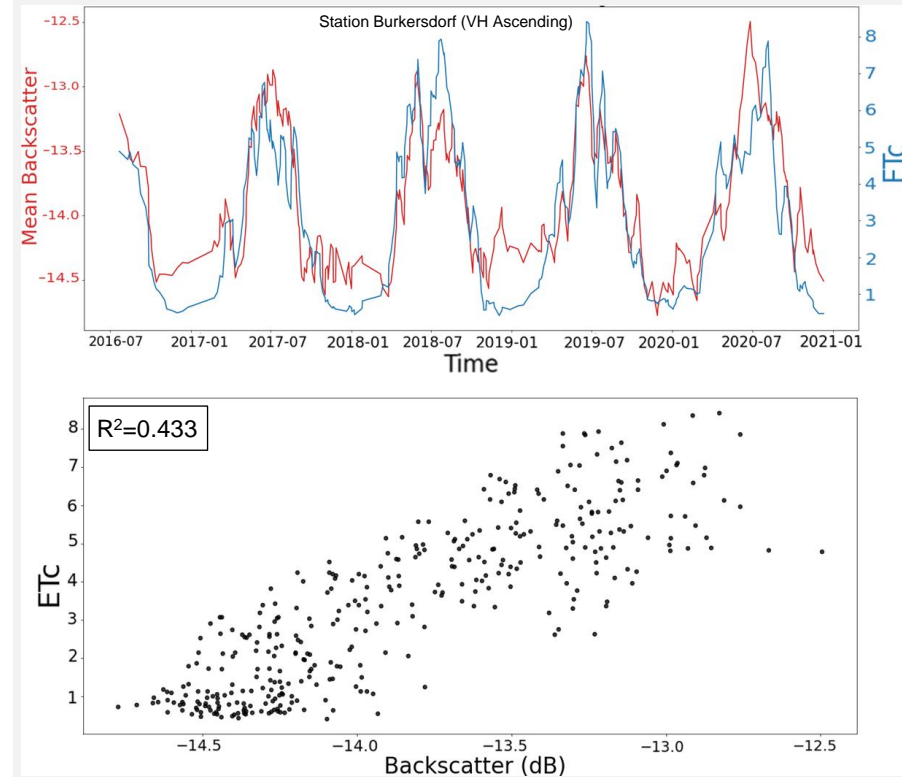 Station Burkersdorf (VH Ascending)
Mean Backscatter
−12.5
−13.0
−13.5
−14.0
−14.5
8
7
6
5
4
3
2
1
ETc
2016-07 2017-01 2017-07 2018-01 2018-07 2019-01 2019-07 2020-01 2020-07 2021-01
Time
R²=0.433
ETc
8
7
6
5
4
3
2
1
−14.5 −14.0 −13.5 −13.0 −12.5
Backscatter (dB)